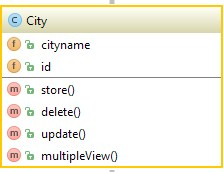 C City
f cityname
f id
m store()
m delete()
m update()
m multipleView()